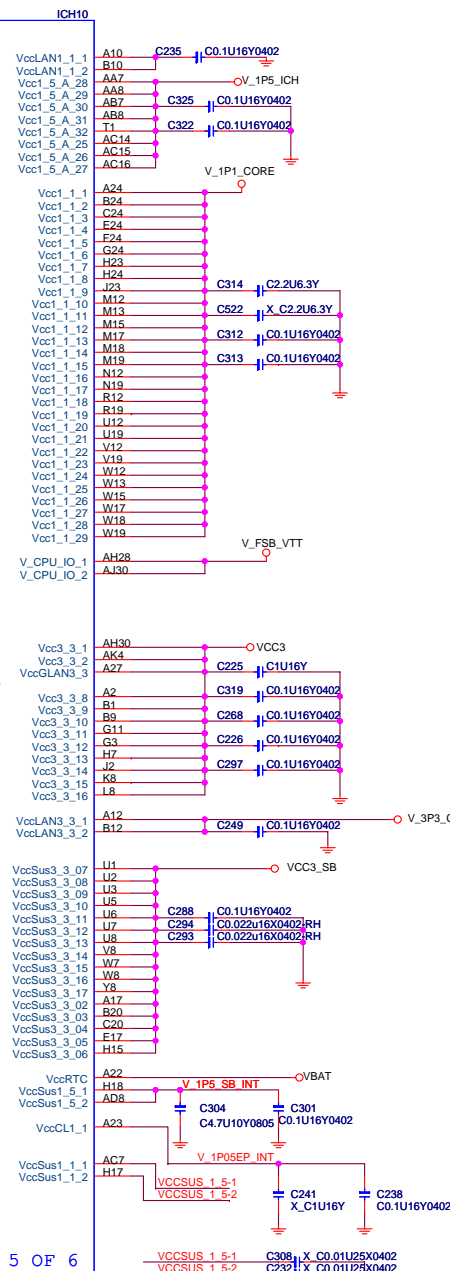 ICH10
VccLAN1_1_1 A10 C235 C0.1U16Y0402
VccLAN1_1_2 B10
Vcc1_5_A_28 AA7 V_1P5_ICH
Vcc1_5_A_29 AA8
Vcc1_5_A_30 AB7 C325 C0.1U16Y0402
Vcc1_5_A_31 AB8
Vcc1_5_A_32 T1 C322 C0.1U16Y0402
Vcc1_5_A_25 AC14
Vcc1_5_A_26 AC15
Vcc1_5_A_27 AC16
V_1P1_CORE
Vcc1_1_1 A24
Vcc1_1_2 B24
Vcc1_1_3 C24
Vcc1_1_4 E24
Vcc1_1_5 F24
Vcc1_1_6 G24
Vcc1_1_7 H23
Vcc1_1_8 H24
Vcc1_1_9 J23 C314 C2.2U6.3Y
Vcc1_1_10 M12
Vcc1_1_11 M13 C522 X_C2.2U6.3Y
Vcc1_1_12 M15
Vcc1_1_13 M17 C312 C0.1U16Y0402
Vcc1_1_14 M18
Vcc1_1_15 M19 C313 C0.1U16Y0402
Vcc1_1_16 N12
Vcc1_1_17 N19
Vcc1_1_18 R12
Vcc1_1_19 R19
Vcc1_1_20 U12
Vcc1_1_21 U19
Vcc1_1_22 V12
Vcc1_1_23 V19
Vcc1_1_24 W12
Vcc1_1_25 W13
Vcc1_1_26 W15
Vcc1_1_27 W17
Vcc1_1_28 W18
Vcc1_1_29 W19
V_FSB_VTT
V_CPU_IO_1 AH28
V_CPU_IO_2 AJ30
Vcc3_3_1 AH30 VCC3
Vcc3_3_2 AK4
VccGLAN3_3 A27 C225 C1U16Y
Vcc3_3_8 A2 C319 C0.1U16Y0402
Vcc3_3_9 B1
Vcc3_3_10 B9 C268 C0.1U16Y0402
Vcc3_3_11 G11
Vcc3_3_12 G3 C226 C0.1U16Y0402
Vcc3_3_13 H7
Vcc3_3_14 J2 C297 C0.1U16Y0402
Vcc3_3_15 K8
Vcc3_3_16 L8
VccLAN3_3_1 A12 V_3P3_
VccLAN3_3_2 B12 C249 C0.1U16Y0402
VccSus3_3_07 U1 VCC3_SB
VccSus3_3_08 U2
VccSus3_3_09 U3
VccSus3_3_10 U5
VccSus3_3_11 U6 C288 C0.1U16Y0402
VccSus3_3_12 U7 C294 C0.022u16X0402-RH
VccSus3_3_13 U8 C293 C0.022u16X0402-RH
VccSus3_3_14 V8
VccSus3_3_15 W7
VccSus3_3_16 W8
VccSus3_3_17 Y8
VccSus3_3_02 A17
VccSus3_3_03 B20
VccSus3_3_04 C20
VccSus3_3_05 E17
VccSus3_3_06 H15
VccRTC A22 VBAT
VccSus1_5_1 H18 V_1P5_SB_INT
VccSus1_5_2 AD8
C304 C301
C4.7U10Y0805 C0.1U16Y0402
VccCL1_1 A23
VccSus1_1_1 AC7 V_1P05EP_INT
VccSus1_1_2 H17
VCCSUS_1_5-1
VCCSUS_1_5-2
C241 C238
X_C1U16Y C0.1U16Y0402
5 OF 6 VCCSUS_1_5-1 C308 X_C0.01U25X0402
VCCSUS_1_5-2 C232 X_C0.01U25X0402